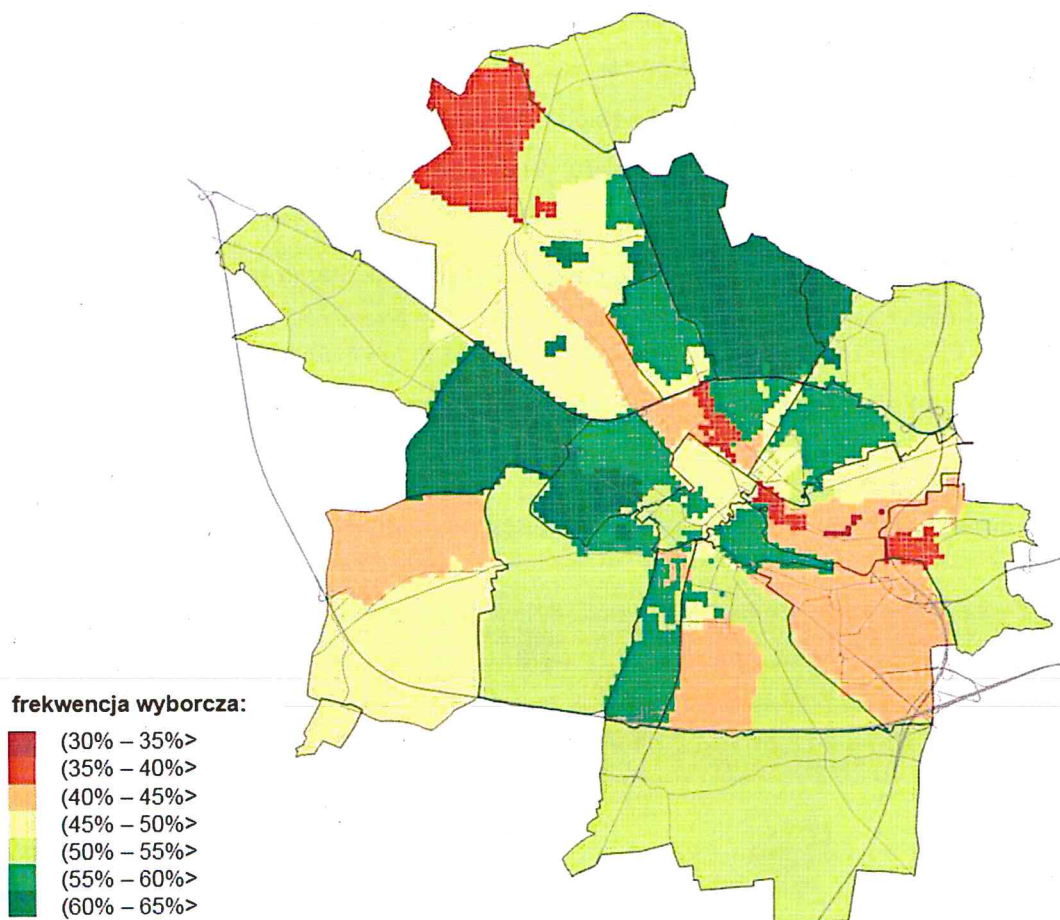 frekwencja wyborcza:
(30% – 35%>
(35% – 40%>
(40% – 45%>
(45% – 50%>
(50% – 55%>
(55% – 60%>
(60% – 65%>